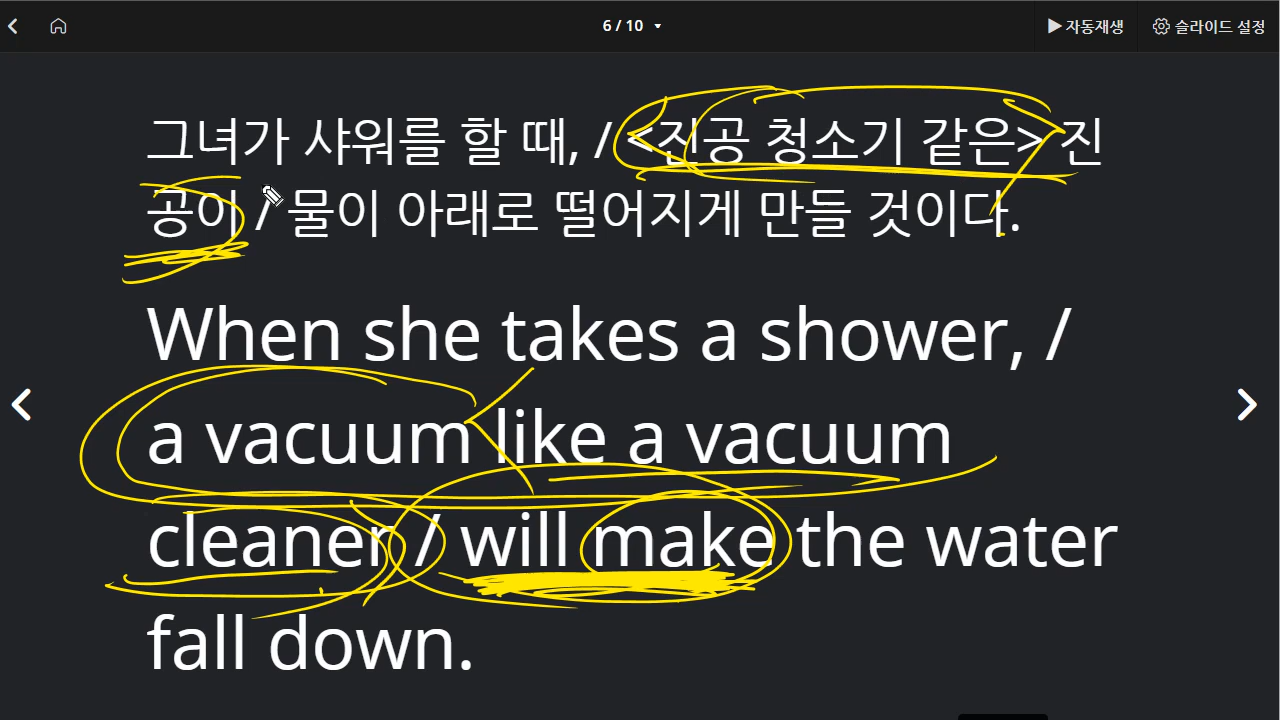 6 / 10
자동재생
슬라이드 설정
그녀가 샤워를 할 때, / <진공 청소기 같은> 진
공이 / 물이 아래로 떨어지게 만들 것이다.
When she takes a shower, /
a vacuum like a vacuum
cleaner / will make the water
fall down.